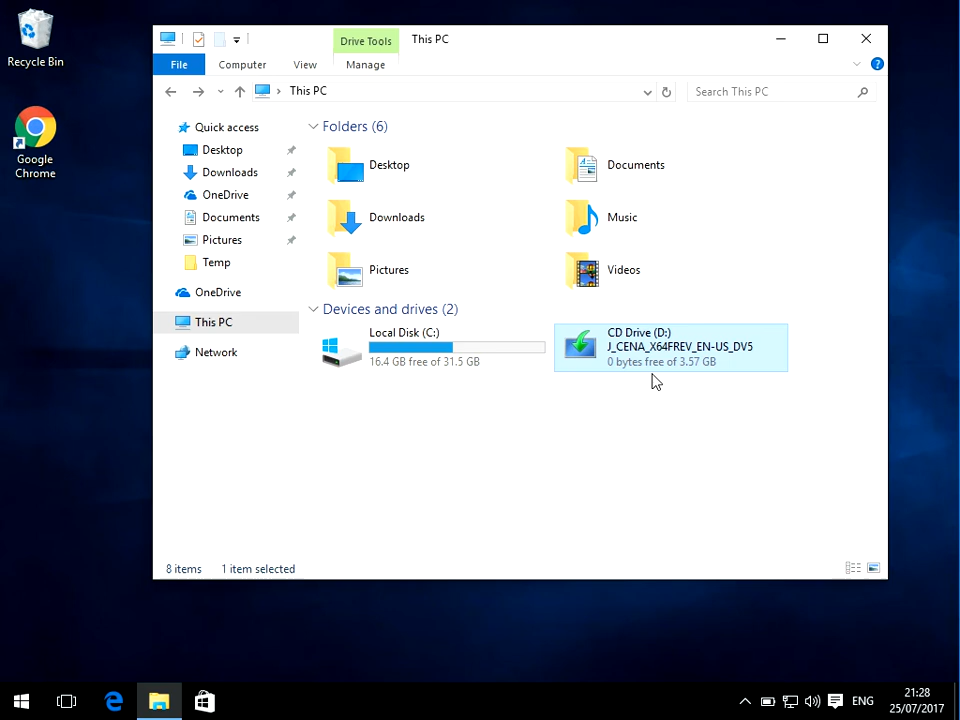 Recycle Bin
Google
Chrome
Drive Tools
This PC
File
Computer
View
Manage
This PC
Search This PC
Quick access
Desktop
Downloads
OneDrive
Documents
Pictures
Temp
OneDrive
This PC
Network
Folders (6)
Desktop
Documents
Downloads
Music
Pictures
Videos
Devices and drives (2)
Local Disk (C:)
16.4 GB free of 31.5 GB
CD Drive (D:)
J_CENA_X64FREV_EN-US_DV5
0 bytes free of 3.57 GB
8 items
1 item selected
ENG
21:28
25/07/2017